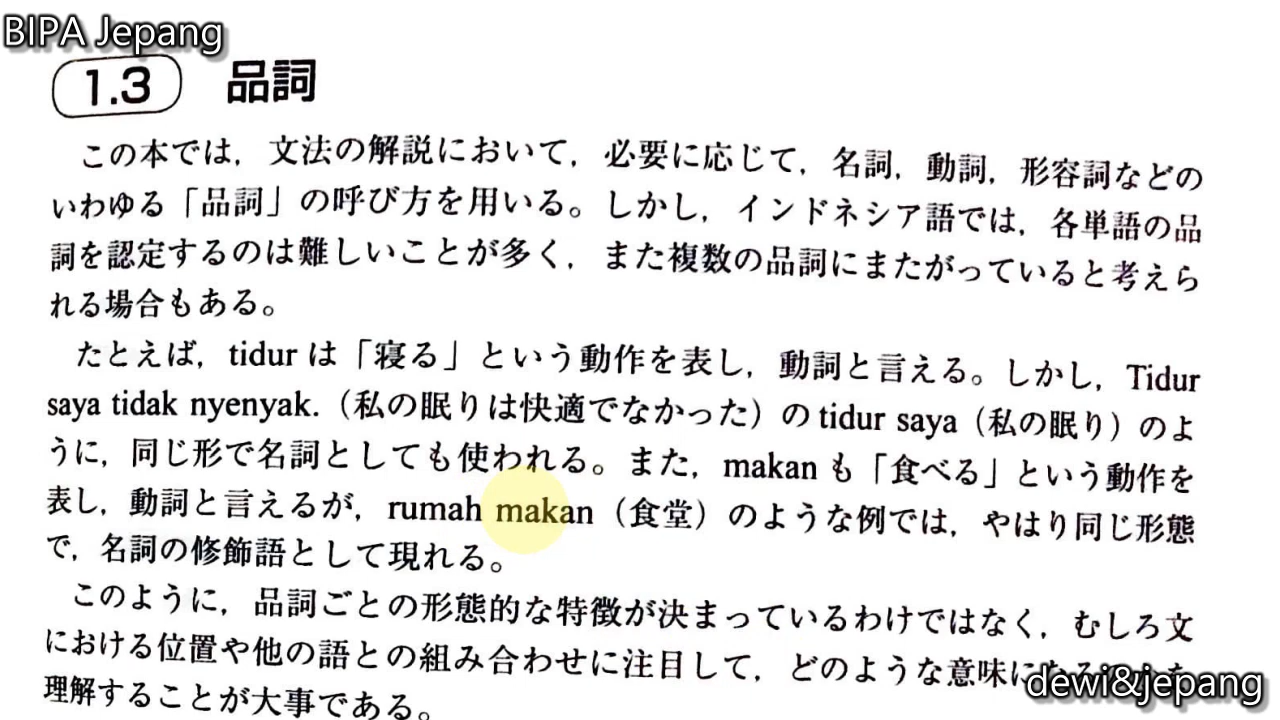 BIPA Jepang
1.3 品詞
この本では，文法の解説において，必要に応じて，名詞，動詞，形容詞などの
いわゆる「品詞」の呼び方を用いる。しかし，インドネシア語では，各単語の品
詞を認定するのは難しいことが多く，また複数の品詞にまたがっていると考えら
れる場合もある。
たとえば，tidur は「寝る」という動作を表し，動詞と言える。しかし，Tidur
saya tidak nyenyak.（私の眠りは快適でなかった）の tidur saya（私の眠り）のよ
うに，同じ形で名詞としても使われる。また，makan も「食べる」という動作を
表し，動詞と言えるが，rumah makan（食堂）のような例では，やはり同じ形態
で，名詞の修飾語として現れる。
このように，品詞ごとの形態的な特徴が決まっているわけではなく，むしろ文
における位置や他の語との組み合わせに注目して，どのような意味に
理解することが大事である。
dewi&jepang